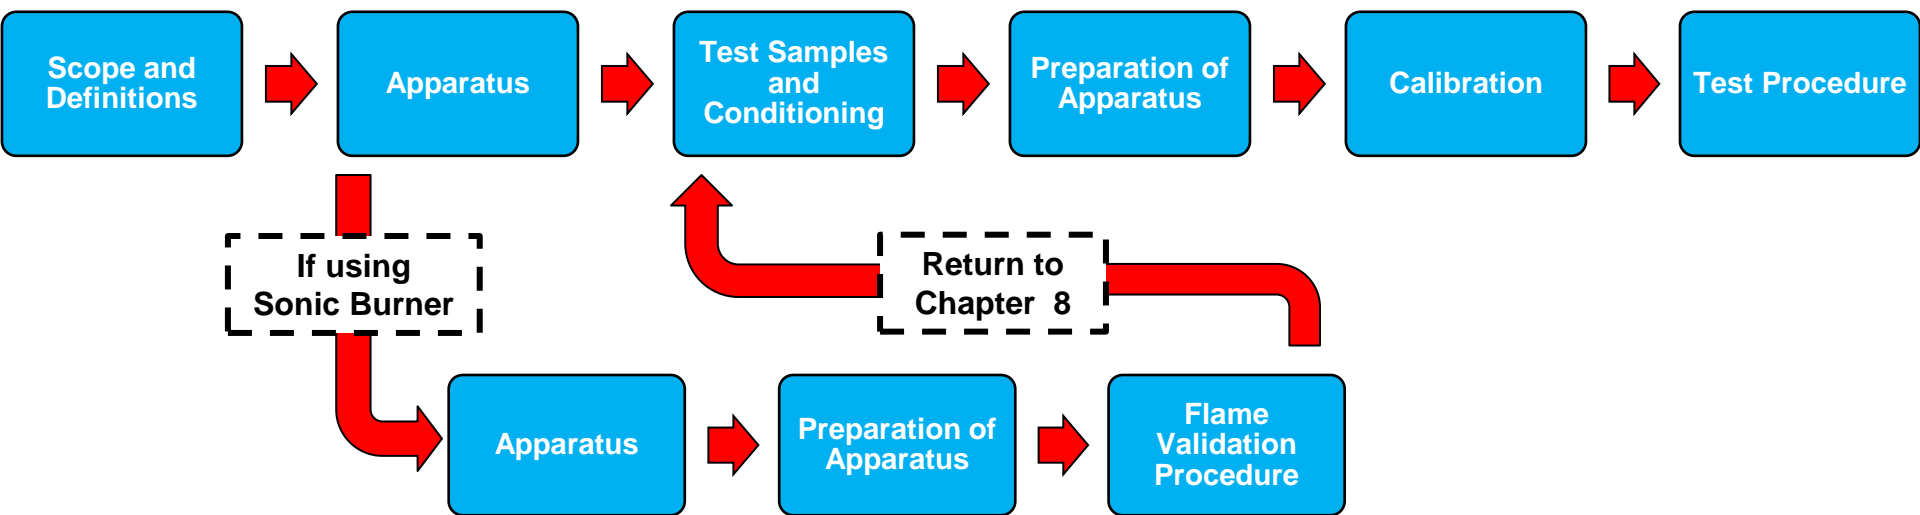 Scope and
Definitions
Apparatus
Test Samples
and
Conditioning
Preparation of
Apparatus
Calibration
Test Procedure
If using
Sonic Burner
Return to
Chapter 8
Apparatus
Preparation of
Apparatus
Flame
Validation
Procedure